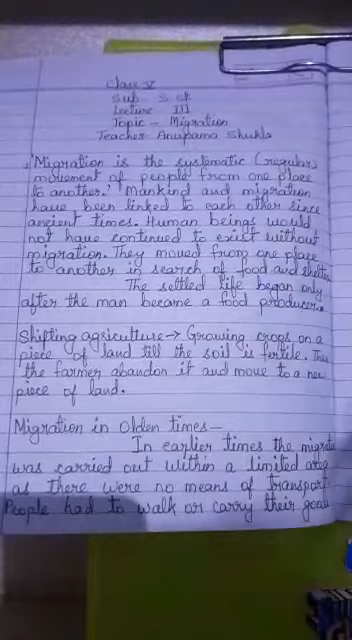 Class V
Sub - S.St
Lecture III
Topic - Migration
Teacher- Anupama Shukla
"Migration is the systematic (regular)
movement of people from one place
to another." Mankind and migration
have been linked to each other since
ancient times. Human beings would
not have continued to exist without
migration. They moved from one place
to another in search of food and shelter
The settled life began only
after the man became a food producer.
Shifting agriculture → Growing crops on a
piece of land till the soil is fertile. Then
the farmer abandon it and move to a new
piece of land.
Migration in Olden times-
In earlier times the migrate
was carried out within a limited area
as there were no means of transport.
People had to walk or carry their goods